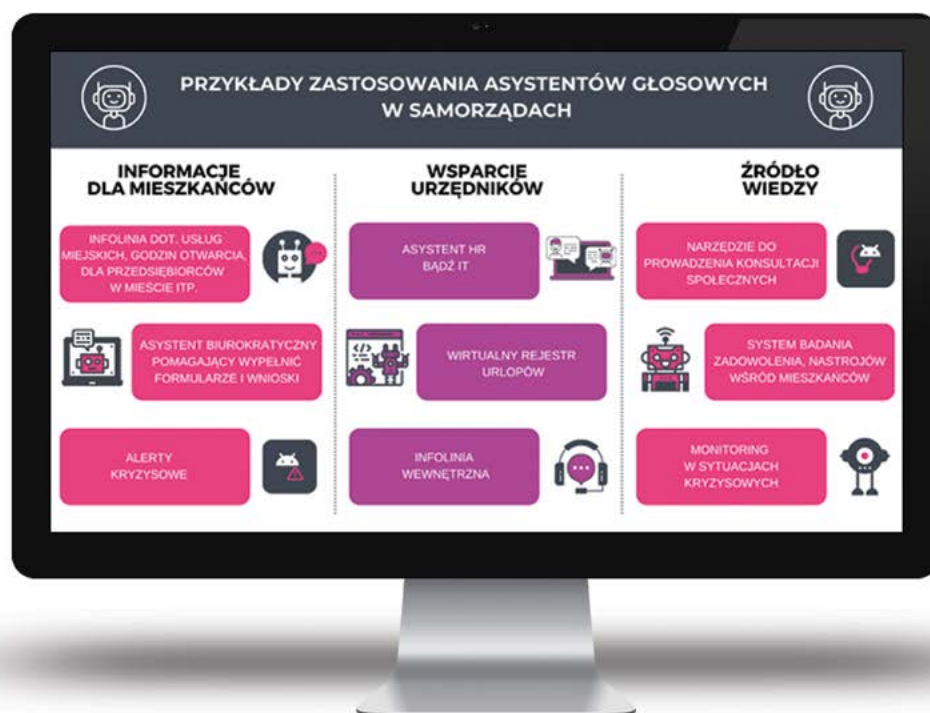 PRZYKŁADY ZASTOSOWANIA ASYSTENTÓW GŁOSOWYCH
W SAMORZĄDACH
INFORMACJE
DLA MIESZKAŃCÓW
INFOLINIA DOT. USŁUG
MIEJSKICH, GODZIN OTWARCIA,
DLA PRZEDSIĘBIORCÓW
W MIEŚCIE ITP.
ASYSTENT BIUROKRATYCZNY
POMAGAJĄCY WYPEŁNIĆ
FORMULARZE I WNIOSKI
ALERTY
KRYZYSOWE
WSPARCIE
URZĘDNIKÓW
ASYSTENT HR
BĄDŹ IT
WIRTUALNY REJESTR
URLOPÓW
INFOLINIA
WEWNĘTRZNA
ŹRÓDŁO
WIEDZY
NARZĘDZIE DO
PROWADZENIA KONSULTACJI
SPOŁECZNYCH
SYSTEM BADANIA
ZADOWOLENIA, NASTROJÓW
WŚRÓD MIESZKAŃCÓW
MONITORING
W SYTUACJACH
KRYZYSOWYCH